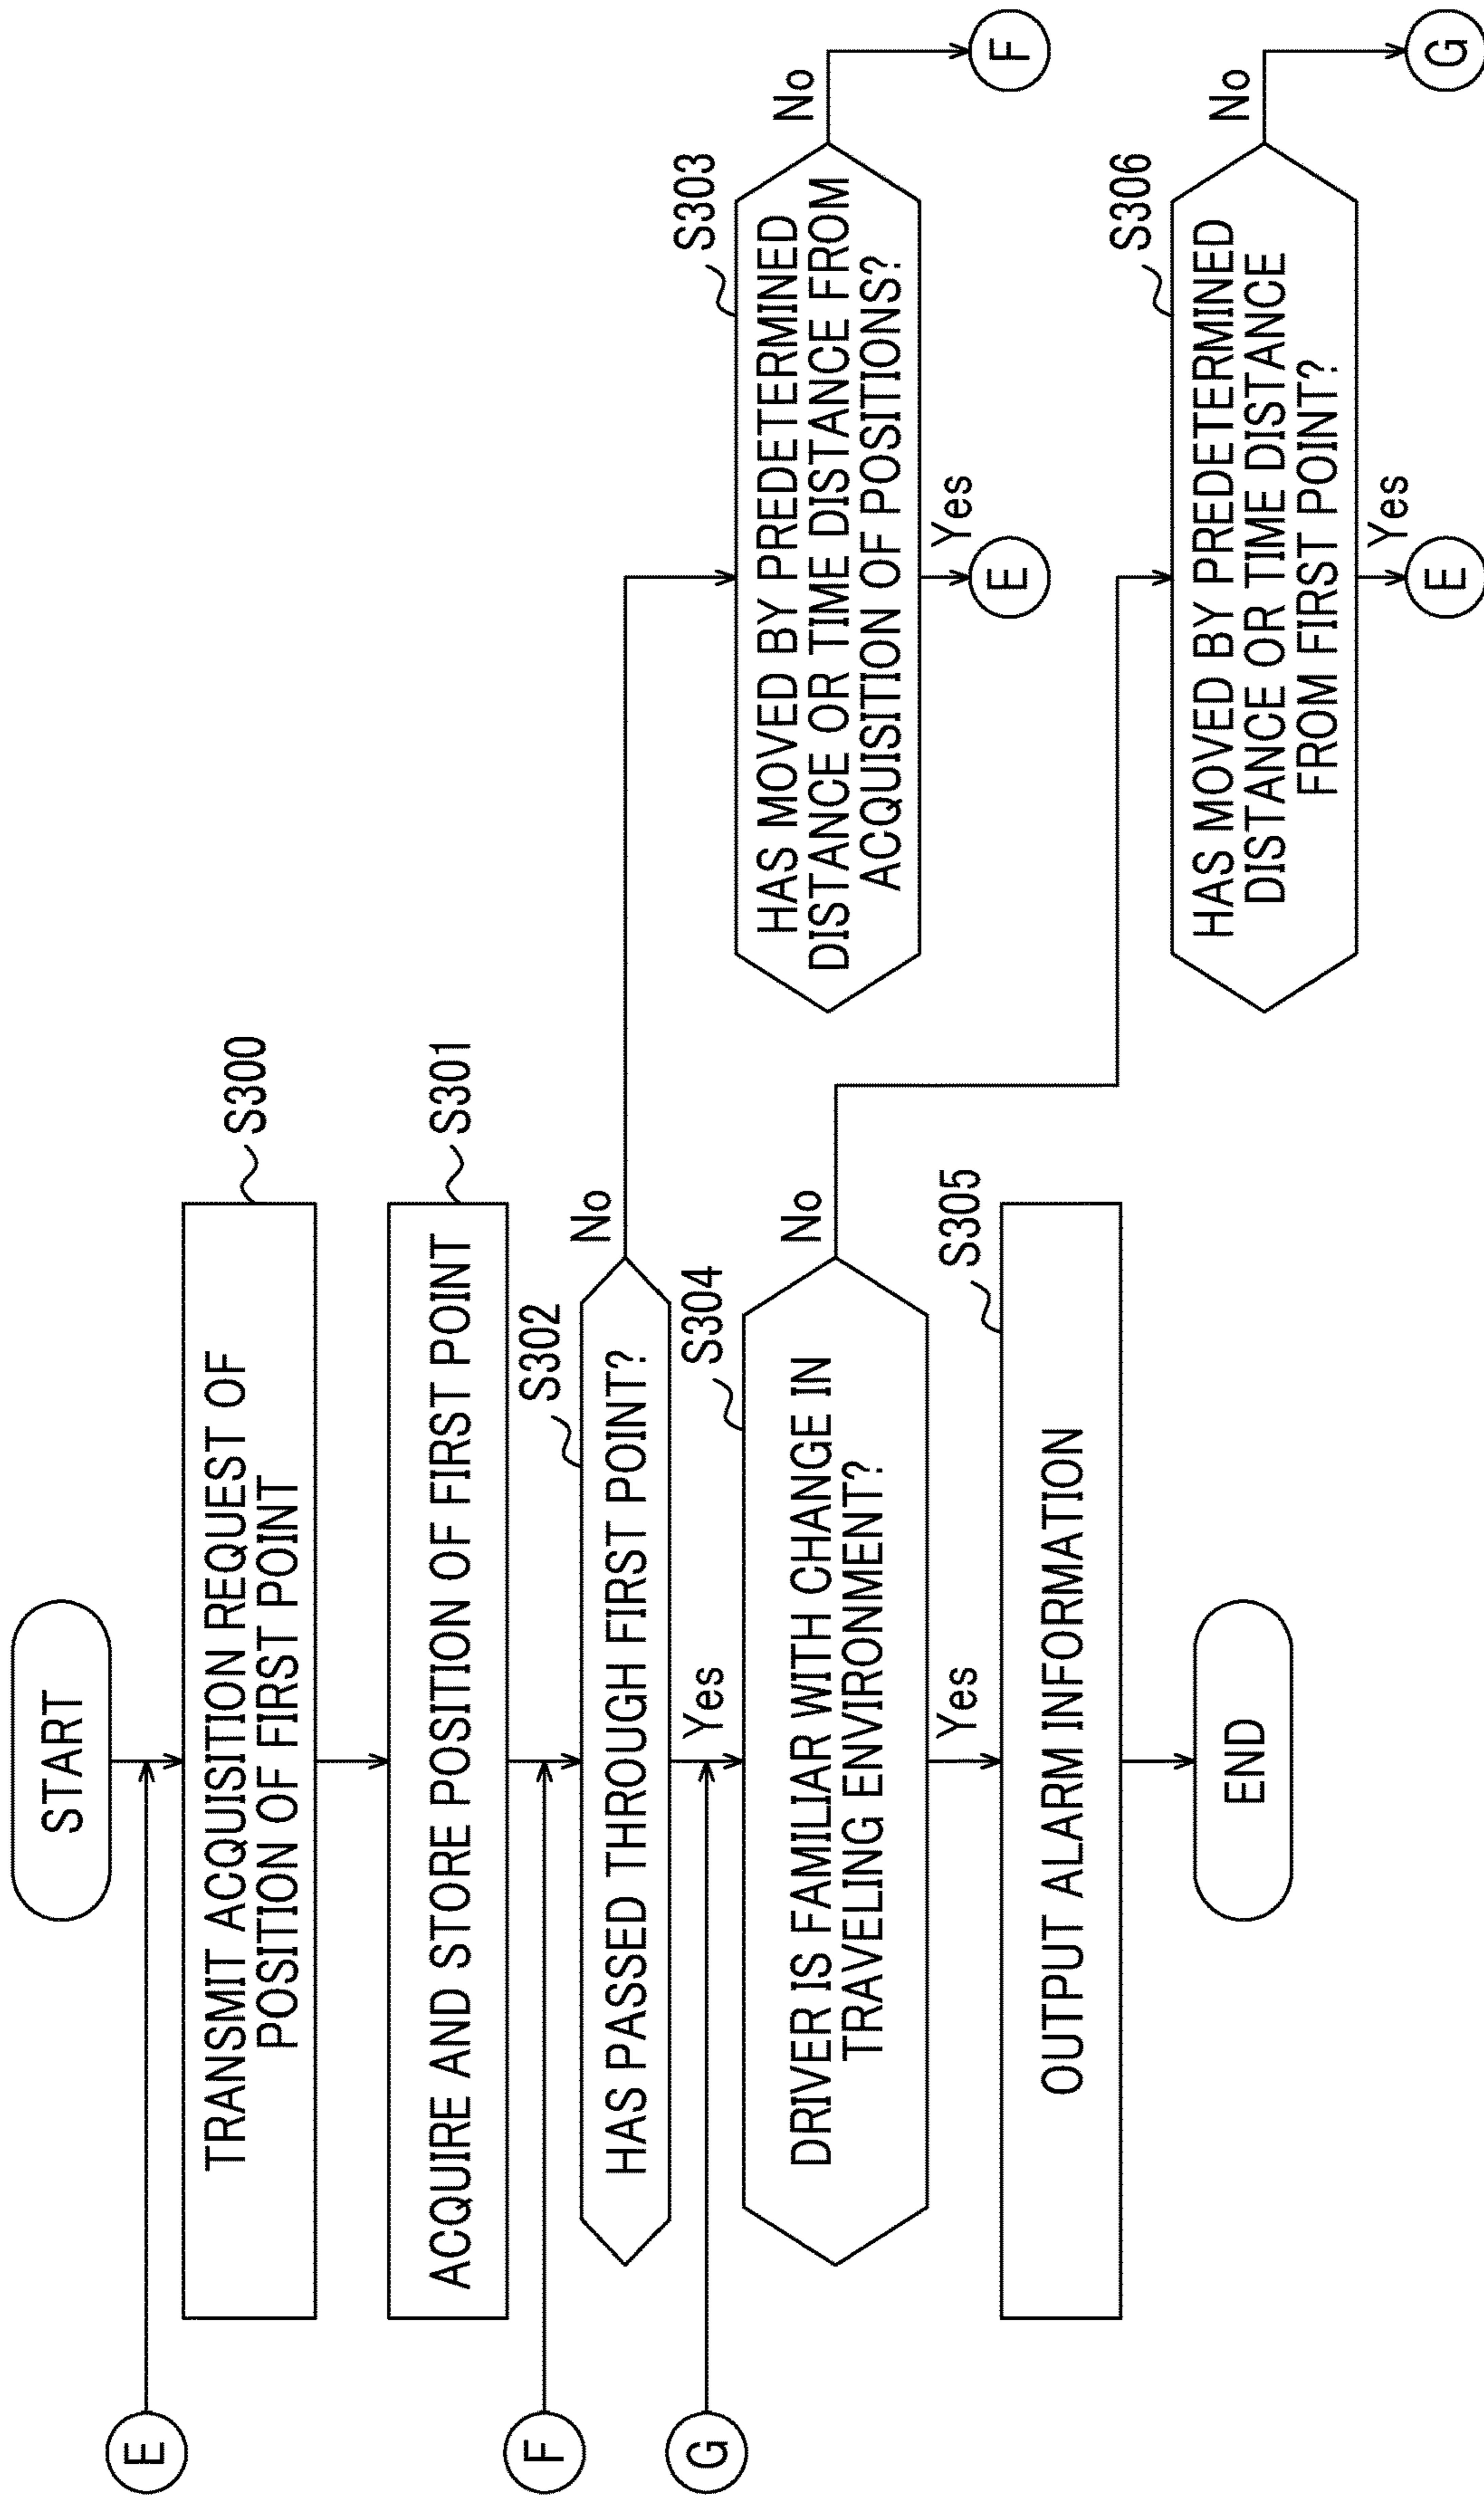 START
E
S300
TRANSMIT ACQUISITION REQUEST OF
POSITION OF FIRST POINT
S301
ACQUIRE AND STORE POSITION OF FIRST POINT
F
S302
HAS PASSED THROUGH FIRST POINT?
No
Yes
S303
HAS MOVED BY PREDETERMINED
DISTANCE OR TIME DISTANCE FROM
ACQUISITION OF POSITIONS?
No
F
Yes
E
G
S304
DRIVER IS FAMILIAR WITH CHANGE IN
TRAVELING ENVIRONMENT?
No
Yes
S305
OUTPUT ALARM INFORMATION
S306
HAS MOVED BY PREDETERMINED
DISTANCE OR TIME DISTANCE
FROM FIRST POINT?
No
G
Yes
E
END